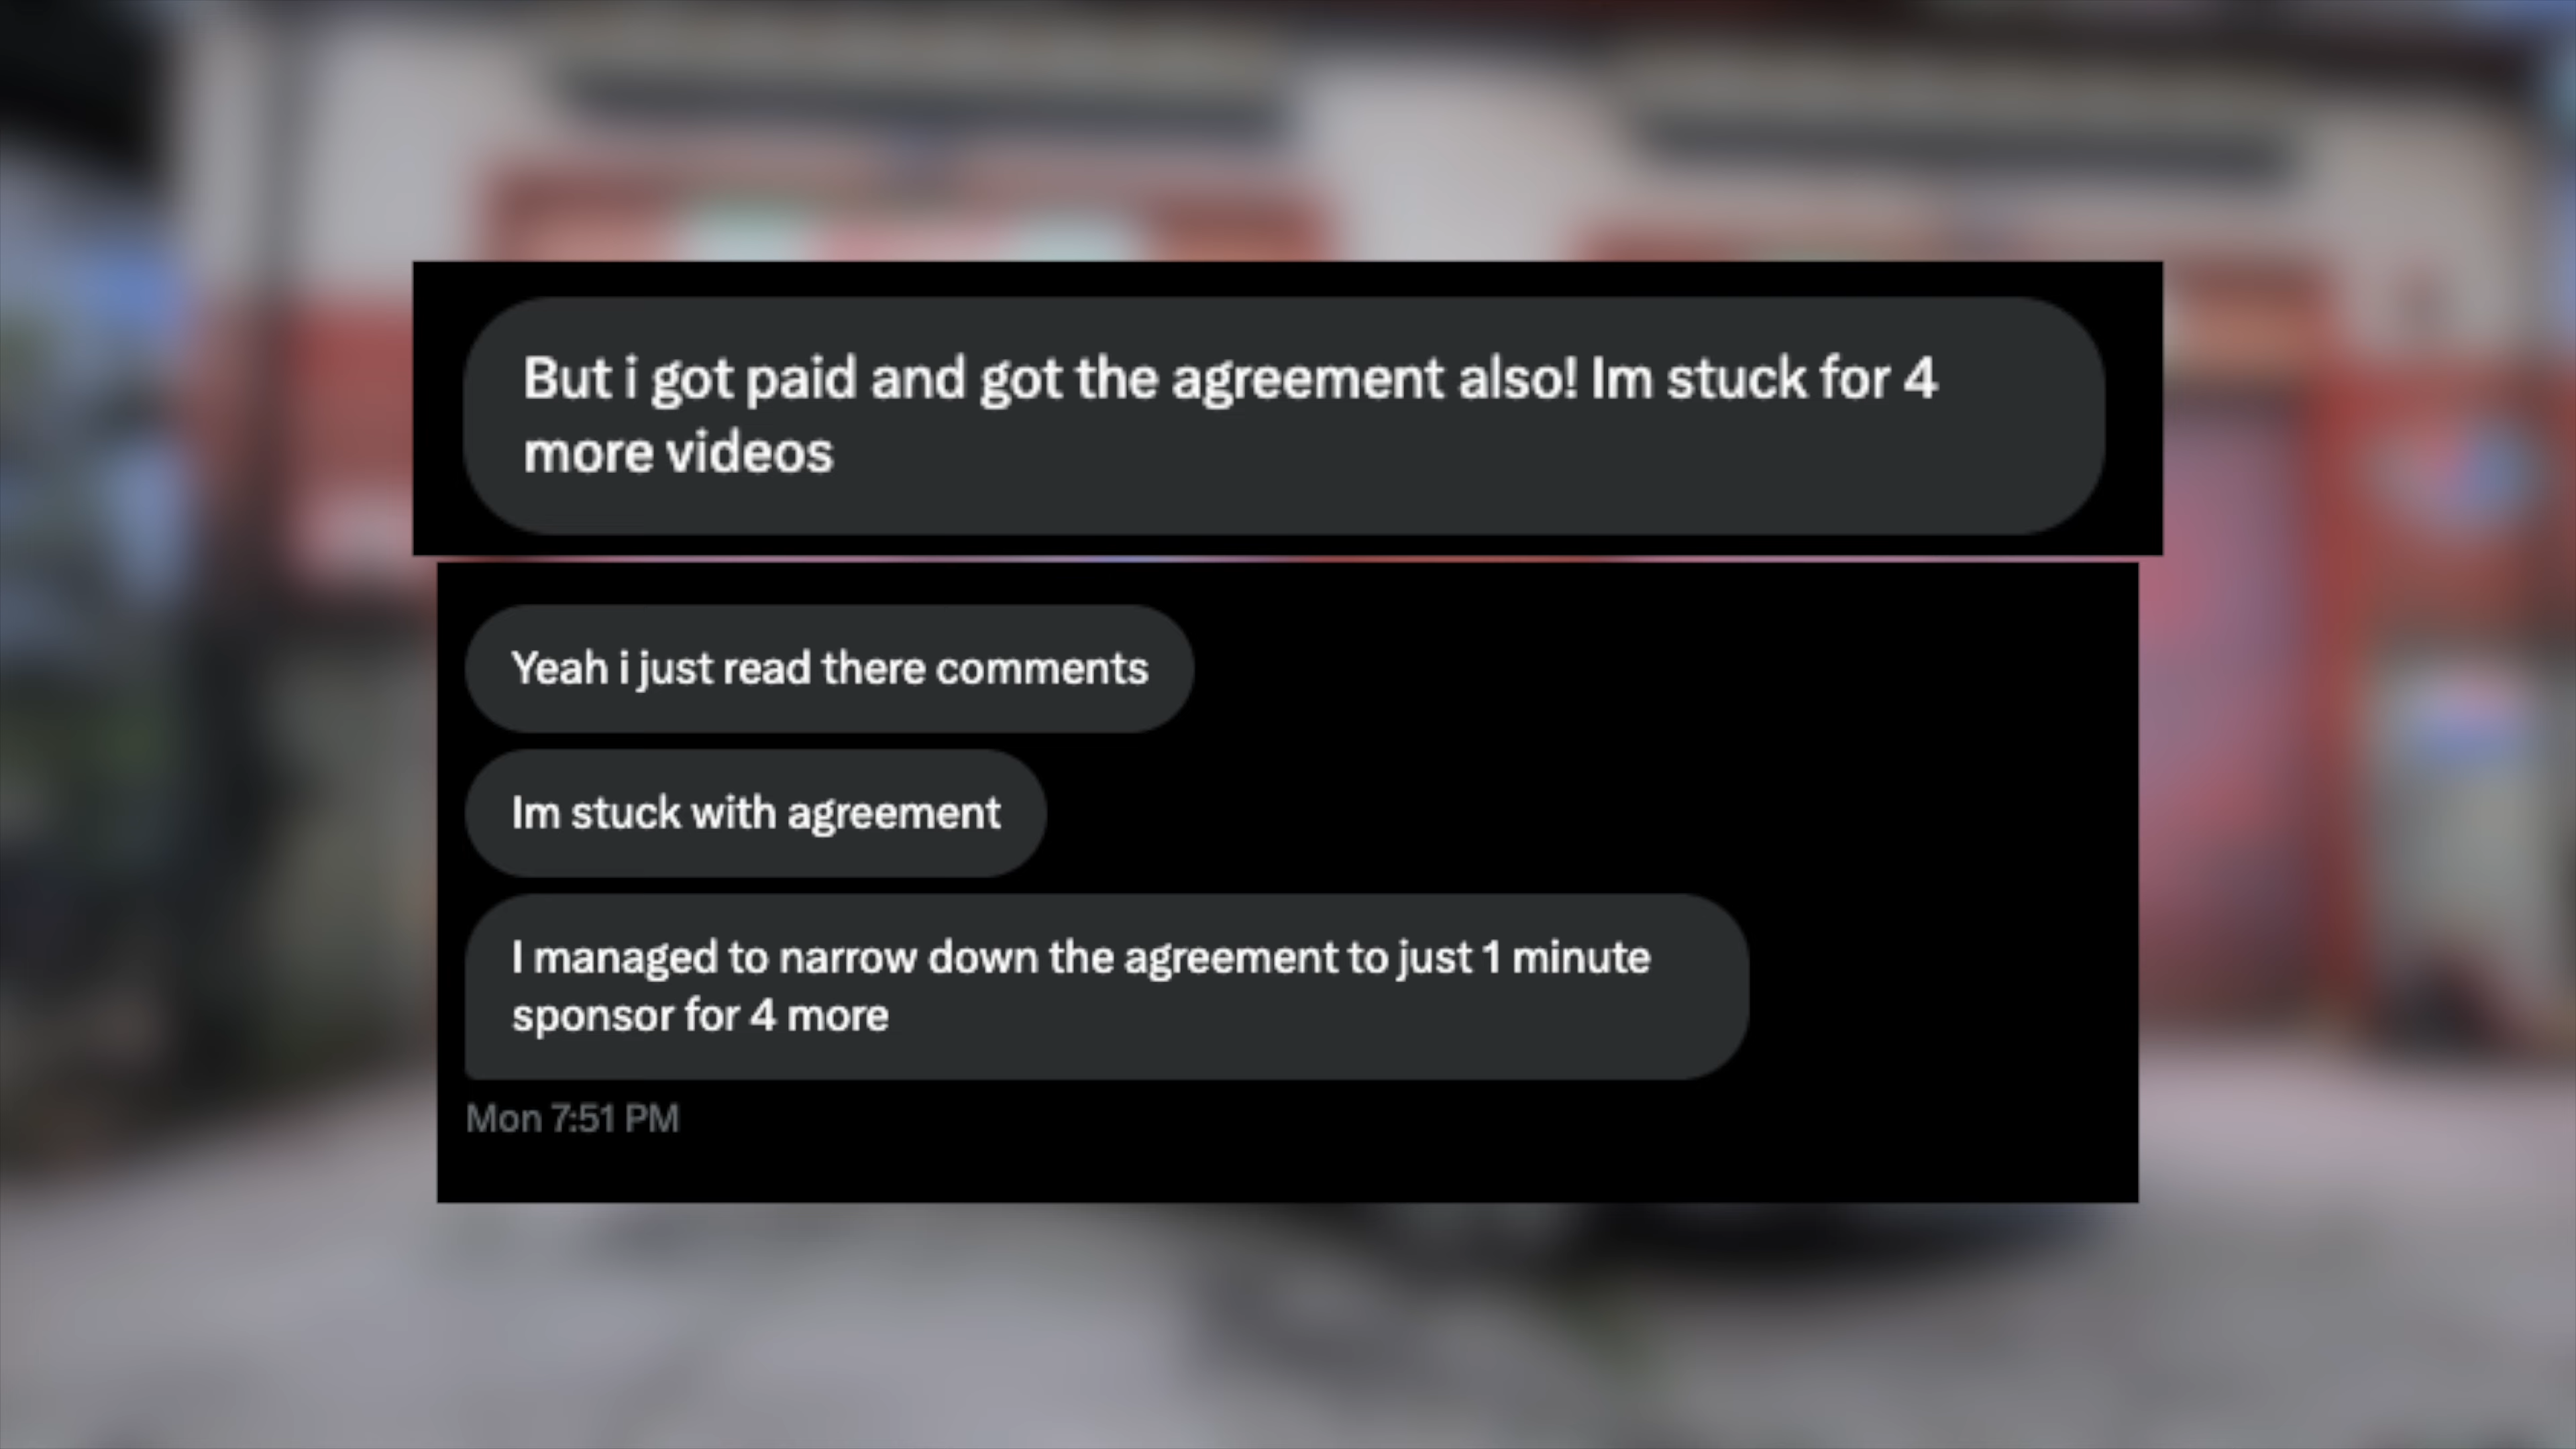 But i got paid and got the agreement also! Im stuck for 4
more videos
Yeah i just read there comments
Im stuck with agreement
I managed to narrow down the agreement to just 1 minute
sponsor for 4 more
Mon 7:51 PM